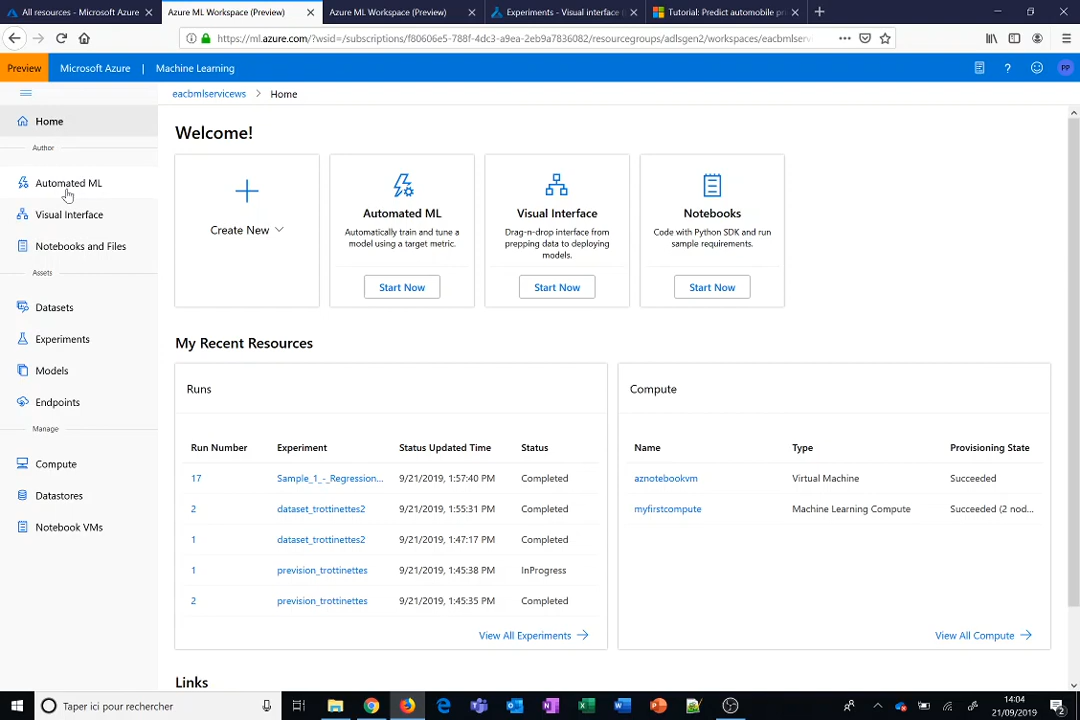 All resources - Microsoft Azure
Azure ML Workspace (Preview)
Azure ML Workspace (Preview)
Experiments - Visual interface (
Tutorial: Predict automobile pri
https://ml.azure.com/?wsid=/subscriptions/f80606e5-788f-4dc3-a9ea-2eb9a7836082/resourcegroups/adlsgen2/workspaces/eacbmlserv
Preview
Microsoft Azure | Machine Learning
PP
eacbmlservicews > Home
Home
Author
Automated ML
Visual Interface
Notebooks and Files
Assets
Datasets
Experiments
Models
Endpoints
Manage
Compute
Datastores
Notebook VMs
Welcome!
Create New
Automated ML
Automatically train and tune a
model using a target metric.
Start Now
Visual Interface
Drag-n-drop interface from
prepping data to deploying
models.
Start Now
Notebooks
Code with Python SDK and run
sample requirements.
Start Now
My Recent Resources
Runs
Run Number Experiment Status Updated Time Status
17 Sample_1_-_Regression... 9/21/2019, 1:57:40 PM Completed
2 dataset_trottinettes2 9/21/2019, 1:55:31 PM Completed
1 dataset_trottinettes2 9/21/2019, 1:47:17 PM Completed
1 prevision_trottinettes 9/21/2019, 1:45:38 PM InProgress
2 prevision_trottinettes 9/21/2019, 1:45:35 PM Completed
View All Experiments
Compute
Name Type Provisioning State
aznotebookvm Virtual Machine Succeeded
myfirstcompute Machine Learning Compute Succeeded (2 nod...
View All Compute
Links
Taper ici pour rechercher
14:04
21/09/2019
2